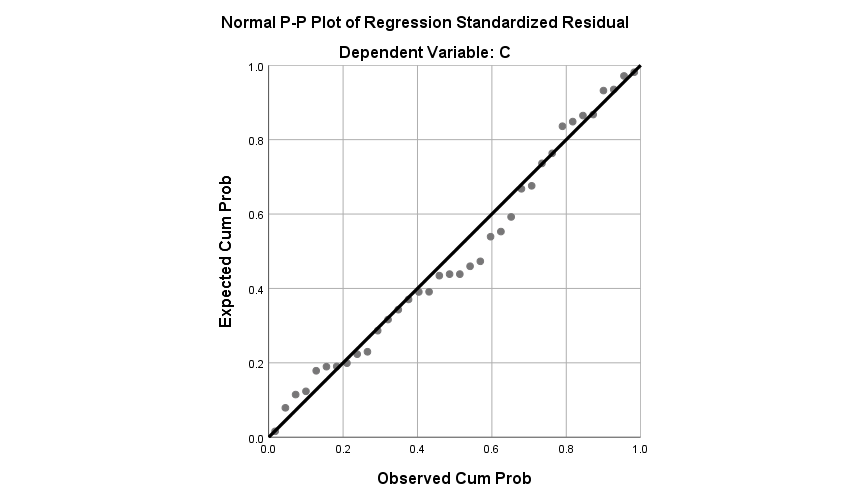 Normal P-P Plot of Regression Standardized Residual
Dependent Variable: C
1.0
0.8
0.6
0.4
0.2
0.0
Expected Cum Prob
0.0 0.2 0.4 0.6 0.8 1.0
Observed Cum Prob